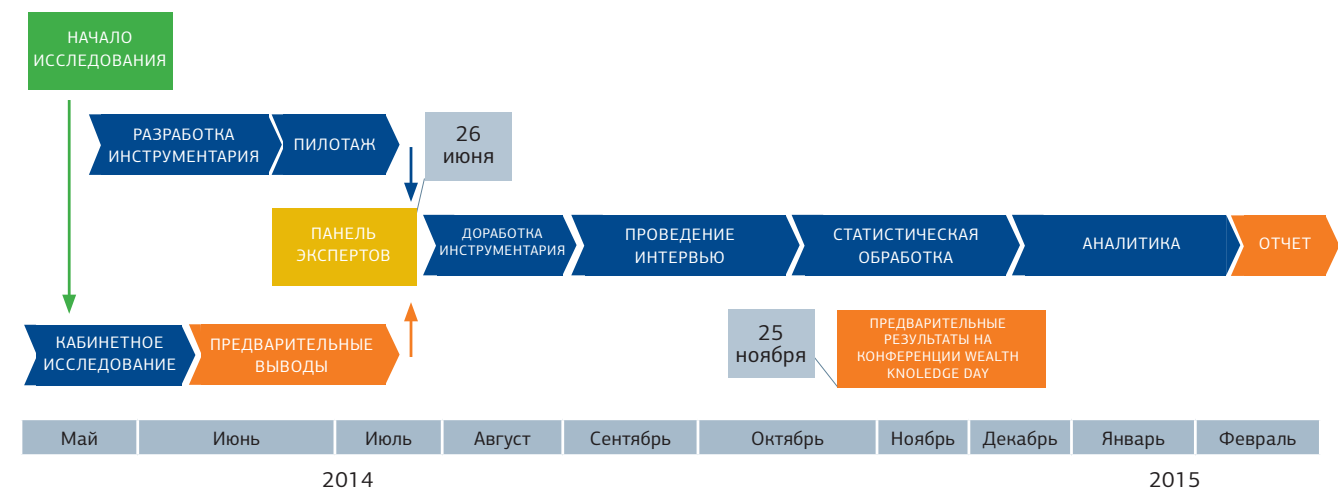 НАЧАЛО
ИССЛЕДОВАНИЯ
РАЗРАБОТКА
ИНСТРУМЕНТАРИЯ
ПИЛОТАЖ
26
июня
ПАНЕЛЬ
ЭКСПЕРТОВ
ДОРАБОТКА
ИНСТРУМЕНТАРИЯ
ПРОВЕДЕНИЕ
ИНТЕРВЬЮ
СТАТИСТИЧЕСКАЯ
ОБРАБОТКА
АНАЛИТИКА
ОТЧЕТ
КАБИНЕТНОЕ
ИССЛЕДОВАНИЕ
ПРЕДВАРИТЕЛЬНЫЕ
ВЫВОДЫ
25
ноября
ПРЕДВАРИТЕЛЬНЫЕ
РЕЗУЛЬТАТЫ НА
КОНФЕРЕНЦИИ WEALTH
KNOLEDGE DAY
Май
Июнь
Июль
Август
Сентябрь
Октябрь
Ноябрь
Декабрь
Январь
Февраль
2014
2015